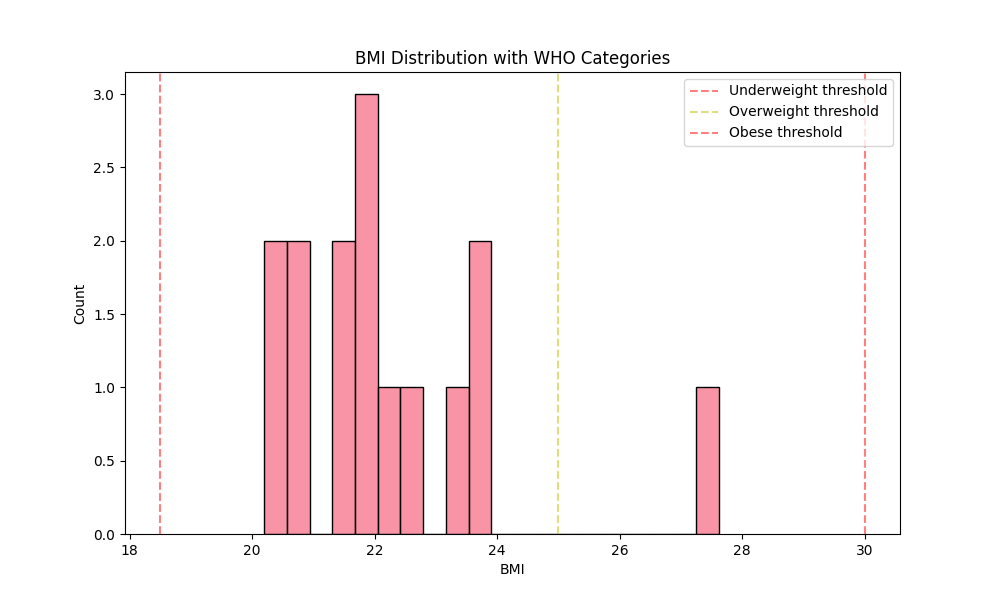 BMI Distribution with WHO Categories
Underweight threshold
Overweight threshold
Obese threshold
3.0
2.5
2.0
1.5
1.0
0.5
0.0
Count
18
20
22
24
26
28
30
BMI